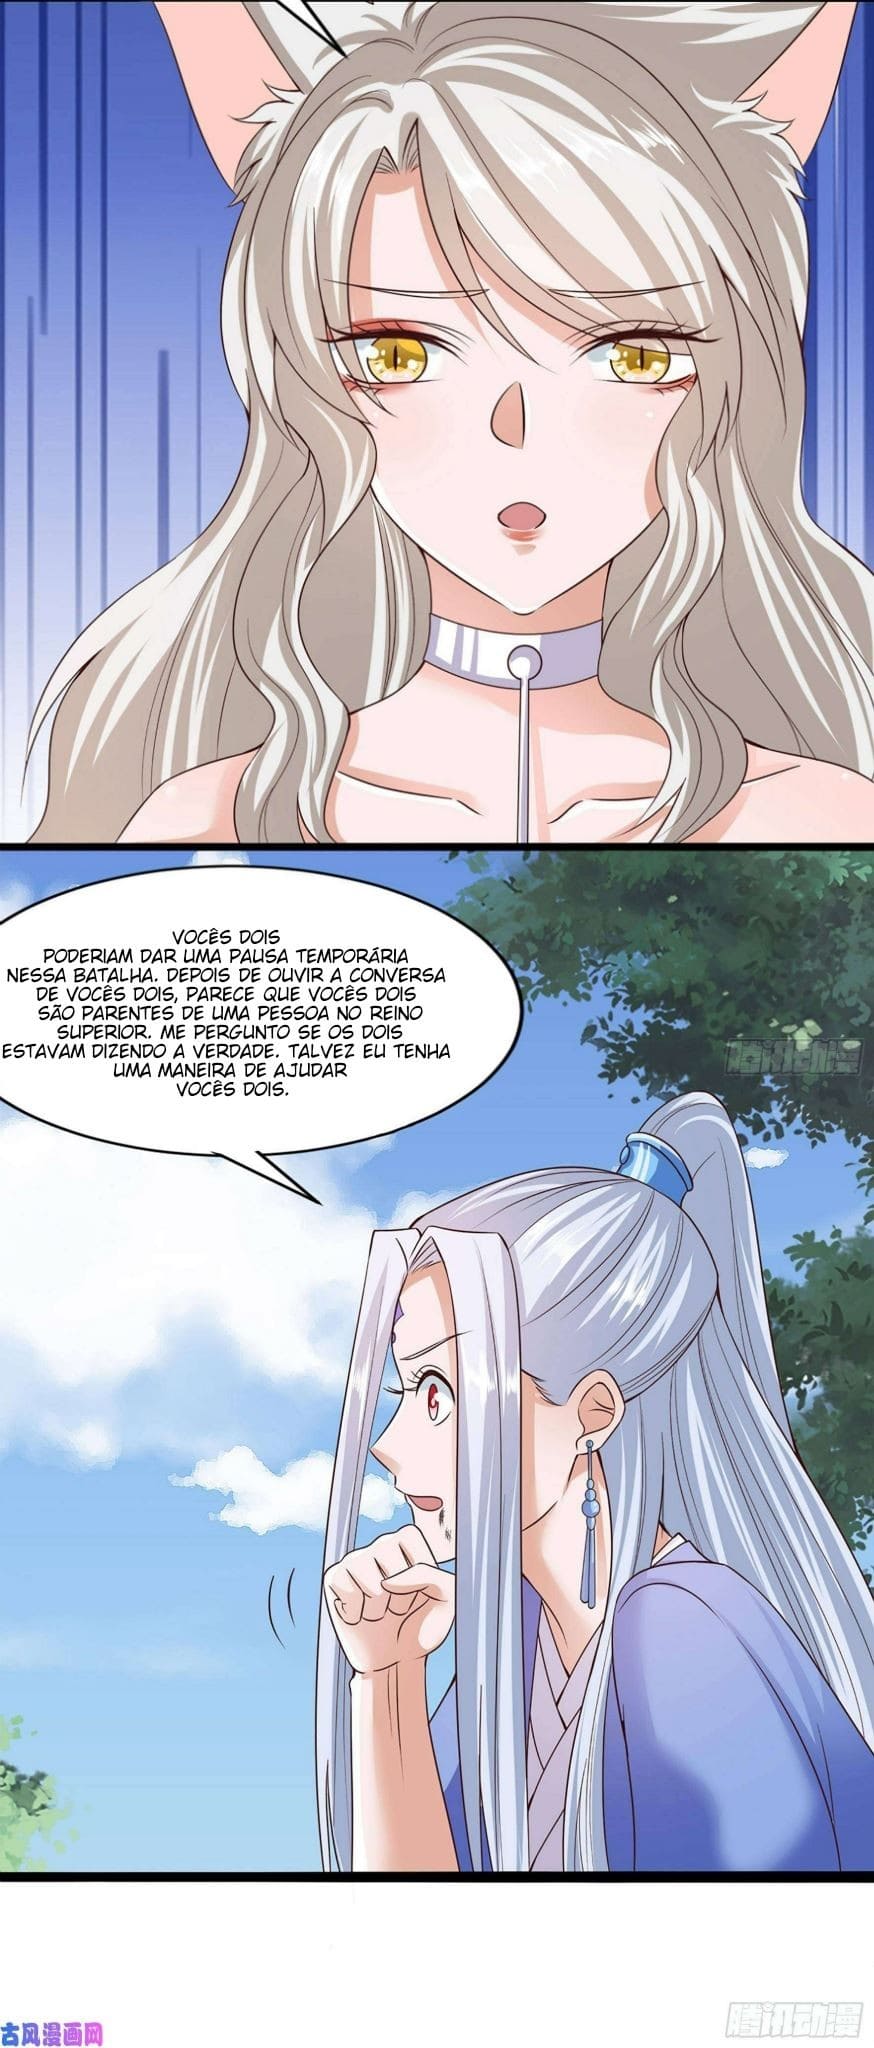 VOCÊS DOIS
PODERIAM DAR UMA PAUSA TEMPORÁRIA
NESSA BATALHA. DEPOIS DE OUVIR A CONVERSA
DE VOCÊS DOIS, PARECE QUE VOCÊS DOIS
SÃO PARENTES DE UMA PESSOA NO REINO
SUPERIOR. ME PERGUNTO SE OS DOIS
ESTAVAM DIZENDO A VERDADE. TALVEZ EU TENHA
UMA MANEIRA DE AJUDAR
VOCÊS DOIS.
腾讯动漫
古风漫画网
腾讯动漫